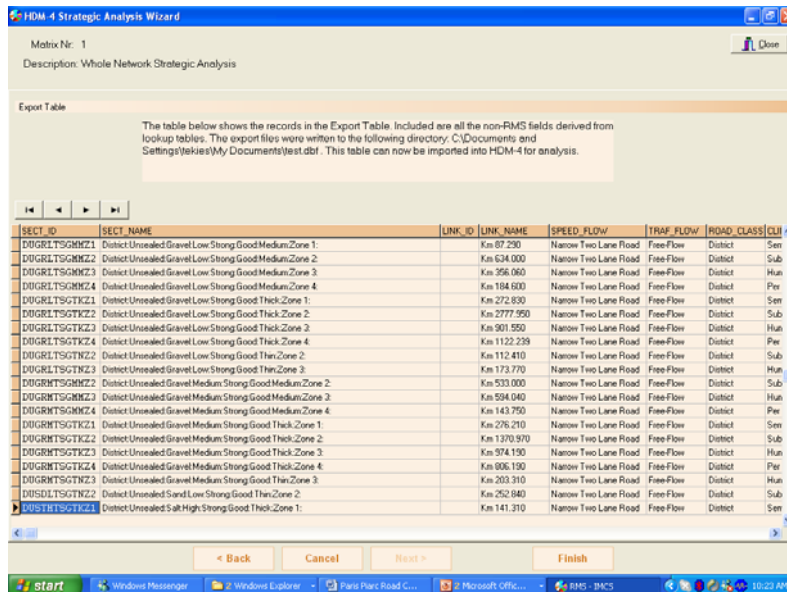 HDM-4 Strategic Analysis Wizard
Matrix Nr: 1
Close
Description: Whole Network Strategic Analysis
Export Table
The table below shows the records in the Export Table. Included are all the non-RMS fields derived from
lookup tables. The export files were written to the following directory: C:\Documents and
Settings\tekies\My Documents\test.dbf. This table can now be imported into HDM-4 for analysis.
SECT_ID SECT_NAME LINK_ID LINK_NAME SPEED_FLOW TRAF_FLOW ROAD_CLASS CLI
DUGRLTSGMMZ1 District:Unsealed:Gravel:Low:Strong:Good:Medium:Zone 1: Km 87.290 Narrow Two Lane Road Free-Flow District Sem
DUGRLTSGMMZ2 District:Unsealed:Gravel:Low:Strong:Good:Medium:Zone 2: Km 634.000 Narrow Two Lane Road Free-Flow District Sub
DUGRLTSGMMZ3 District:Unsealed:Gravel:Low:Strong:Good:Medium:Zone 3: Km 356.060 Narrow Two Lane Road Free-Flow District Hum
DUGRLTSGMMZ4 District:Unsealed:Gravel:Low:Strong:Good:Medium:Zone 4: Km 184.600 Narrow Two Lane Road Free-Flow District Per
DUGRLTSGTKZ1 District:Unsealed:Gravel:Low:Strong:Good:Thick:Zone 1: Km 272.830 Narrow Two Lane Road Free-Flow District Sem
DUGRLTSGTKZ2 District:Unsealed:Gravel:Low:Strong:Good:Thick:Zone 2: Km 2777.950 Narrow Two Lane Road Free-Flow District Sub
DUGRLTSGTKZ3 District:Unsealed:Gravel:Low:Strong:Good:Thick:Zone 3: Km 901.550 Narrow Two Lane Road Free-Flow District Hum
DUGRLTSGTKZ4 District:Unsealed:Gravel:Low:Strong:Good:Thick:Zone 4: Km 1122.239 Narrow Two Lane Road Free-Flow District Per
DUGRLTSGTNZ2 District:Unsealed:Gravel:Low:Strong:Good:Thin:Zone 2: Km 112.410 Narrow Two Lane Road Free-Flow District Sub
DUGRLTSGTNZ3 District:Unsealed:Gravel:Low:Strong:Good:Thin:Zone 3: Km 173.770 Narrow Two Lane Road Free-Flow District Hum
DUGRMTSGMMZ2 District:Unsealed:Gravel:Medium:Strong:Good:Medium:Zone 2: Km 533.000 Narrow Two Lane Road Free-Flow District Sub
DUGRMTSGMMZ3 District:Unsealed:Gravel:Medium:Strong:Good:Medium:Zone 3: Km 594.040 Narrow Two Lane Road Free-Flow District Hum
DUGRMTSGMMZ4 District:Unsealed:Gravel:Medium:Strong:Good:Medium:Zone 4: Km 143.750 Narrow Two Lane Road Free-Flow District Per
DUGRMTSGTKZ1 District:Unsealed:Gravel:Medium:Strong:Good:Thick:Zone 1: Km 276.210 Narrow Two Lane Road Free-Flow District Sem
DUGRMTSGTKZ2 District:Unsealed:Gravel:Medium:Strong:Good:Thick:Zone 2: Km 1370.970 Narrow Two Lane Road Free-Flow District Sub
DUGRMTSGTKZ3 District:Unsealed:Gravel:Medium:Strong:Good:Thick:Zone 3: Km 974.190 Narrow Two Lane Road Free-Flow District Hum
DUGRMTSGTKZ4 District:Unsealed:Gravel:Medium:Strong:Good:Thick:Zone 4: Km 806.190 Narrow Two Lane Road Free-Flow District Per
DUGRMTSGTNZ3 District:Unsealed:Gravel:Medium:Strong:Good:Thin:Zone 3: Km 203.310 Narrow Two Lane Road Free-Flow District Hum
DUSDLTSGTNZ2 District:Unsealed:Sand:Low:Strong:Good:Thin:Zone 2: Km 252.840 Narrow Two Lane Road Free-Flow District Sub
DUSTHTSGTKZ1 District:Unsealed:Salt:High:Strong:Good:Thick:Zone 1: Km 141.310 Narrow Two Lane Road Free-Flow District Sem
< Back Cancel Next > Finish
start Windows Messenger 2 Windows Explorer Paris Piarc Road C... 2 Microsoft Offic... RMS - IMCS 10:23 AM